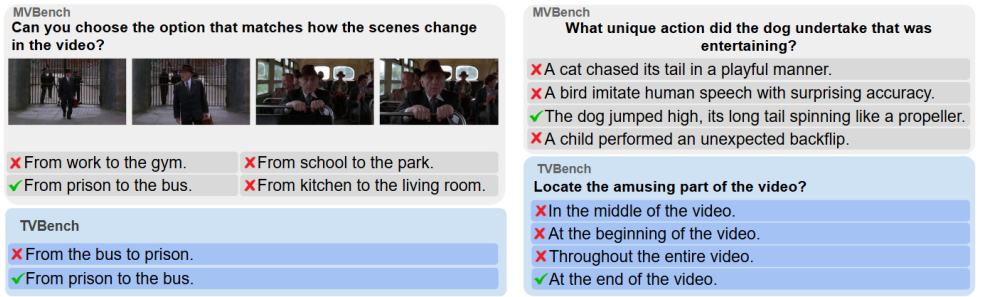 MVBench
Can you choose the option that matches how the scenes change
in the video?
From work to the gym.
From school to the park.
From prison to the bus.
From kitchen to the living room.
TVBench
From the bus to prison.
From prison to the bus.
MVBench
What unique action did the dog undertake that was
entertaining?
A cat chased its tail in a playful manner.
A bird imitate human speech with surprising accuracy.
The dog jumped high, its long tail spinning like a propeller.
A child performed an unexpected backflip.
TVBench
Locate the amusing part of the video?
In the middle of the video.
At the beginning of the video.
Throughout the entire video.
At the end of the video.